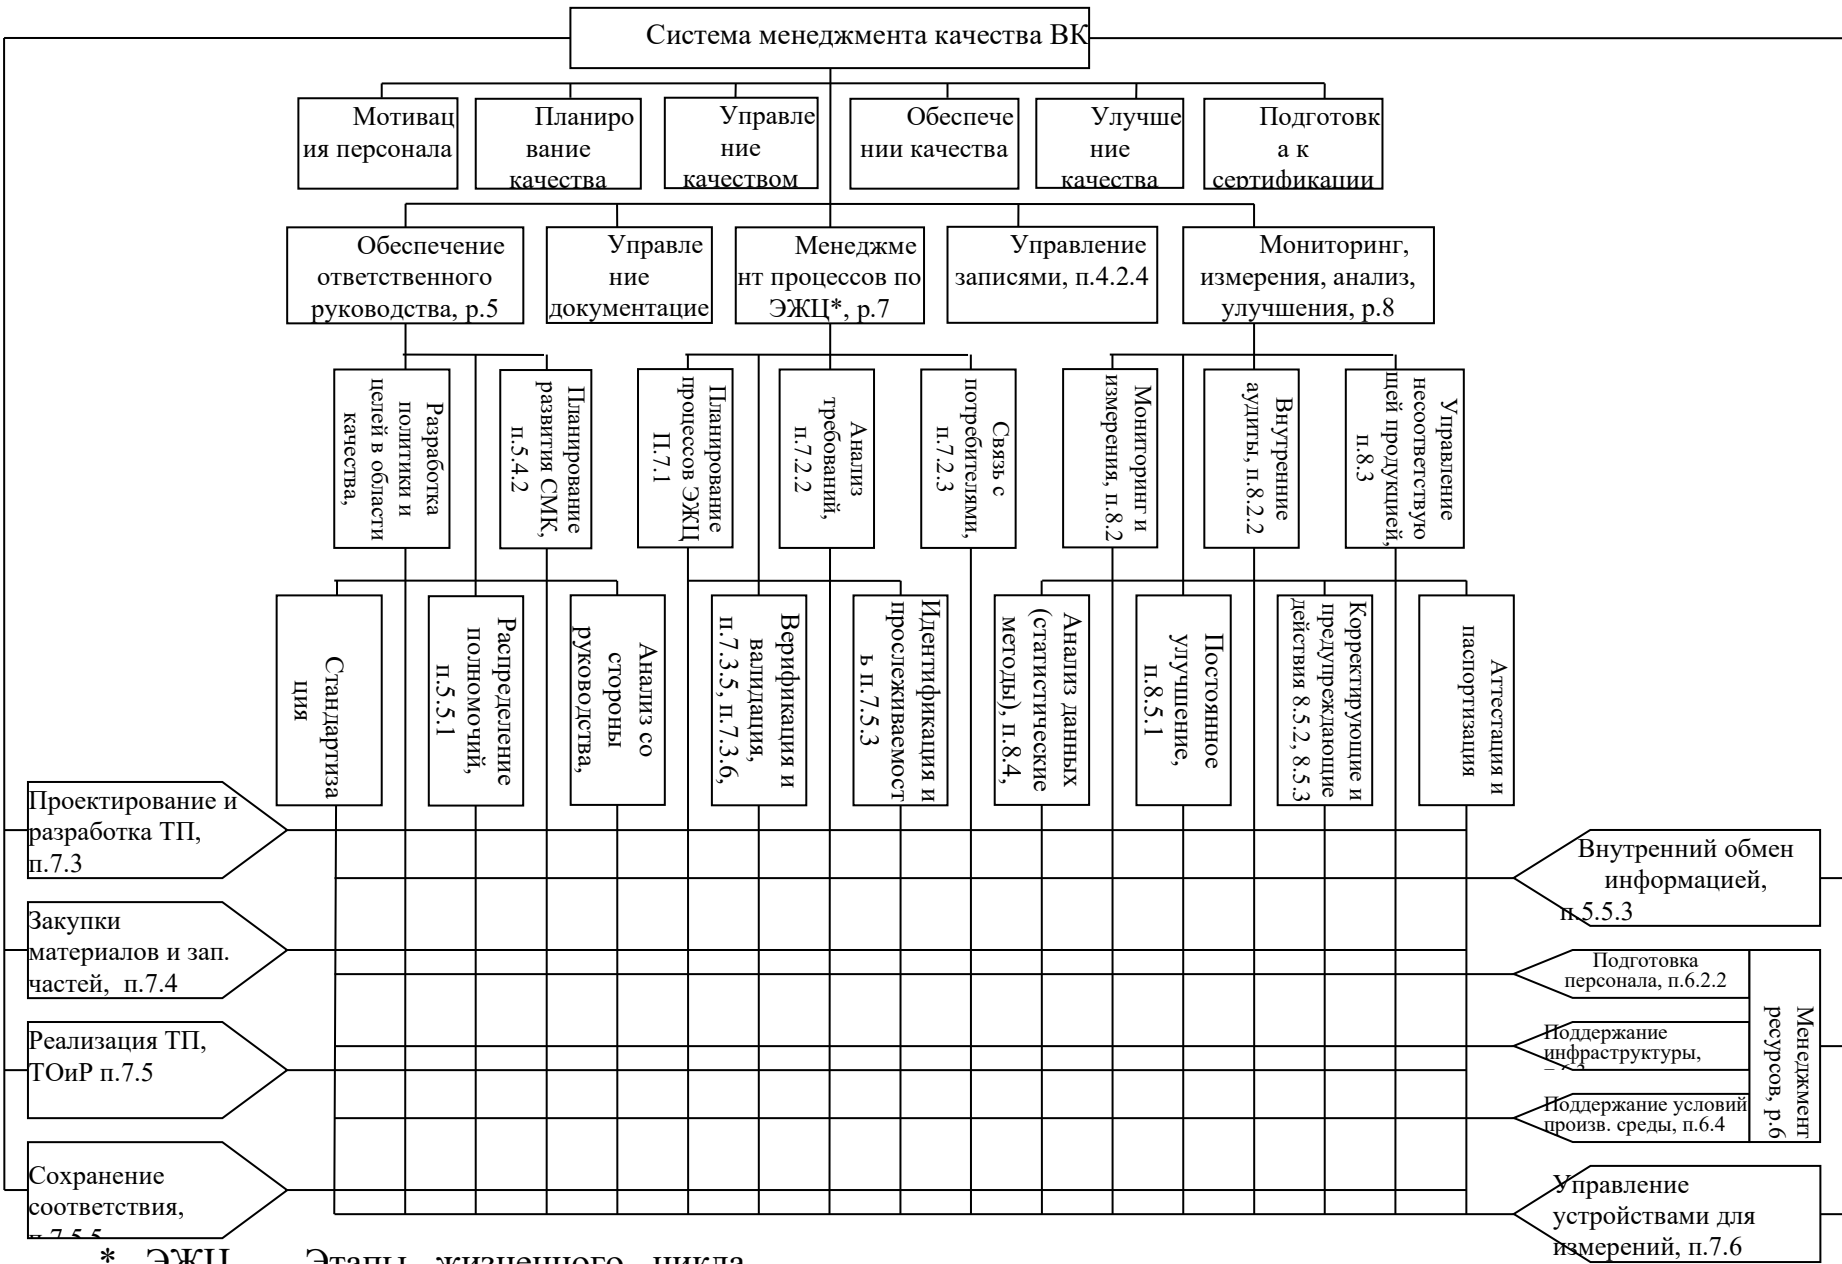 Система менеджмента качества ВК
Мотивац
ия персонала
Планиро
вание
качества
Управле
ние
качеством
Обеспече
нии качества
Улучше
ние
качества
Подготовк
а к
сертификации
Обеспечение
ответственного
руководства, р.5
Управле
ние
документацие
Менеджме
нт процессов по
ЭЖЦ*, р.7
Управление
записями, п.4.2.4
Мониторинг,
измерения, анализ,
улучшения, р.8
Разработка
политики и
целей в области
качества,
Планирование
развития СМК,
п.5.4.2
Планирование
процессов ЭЖЦ
П.7.1
Анализ
требований,
п.7.2.2
Связь с
потребителями,
п.7.2.3
Мониторинг и
измерения, п.8.2
Внутренние
аудиты, п.8.2.2
Управление
несоответствую
щей продукцией,
п.8.3
Стандартиза
ция
Распределение
полномочий,
п.5.5.1
Анализ со
стороны
руководства,
Верификация и
валидация,
п.7.3.5, п.7.3.6,
Идентификация и
прослеживаемост
ь п.7.5.3
Анализ данных
(статистические
методы), п.8.4,
Постоянное
улучшение,
п.8.5.1
Корректирующие и
предупреждающие
действия 8.5.2, 8.5.3
Аттестация и
паспортизация
Проектирование и
разработка ТП,
п.7.3
Закупки
материалов и зап.
частей, п.7.4
Реализация ТП,
ТОиР п.7.5
Сохранение
соответствия,
п.7.5.5
Внутренний обмен
информацией,
п.5.5.3
Подготовка
персонала, п.6.2.2
Поддержание
инфраструктуры,
Поддержание условий
произв. среды, п.6.4
Менеджмент
ресурсов, р.6
Управление
устройствами для
измерений, п.7.6
* ЭЖЦ Этапы жизненного цикла